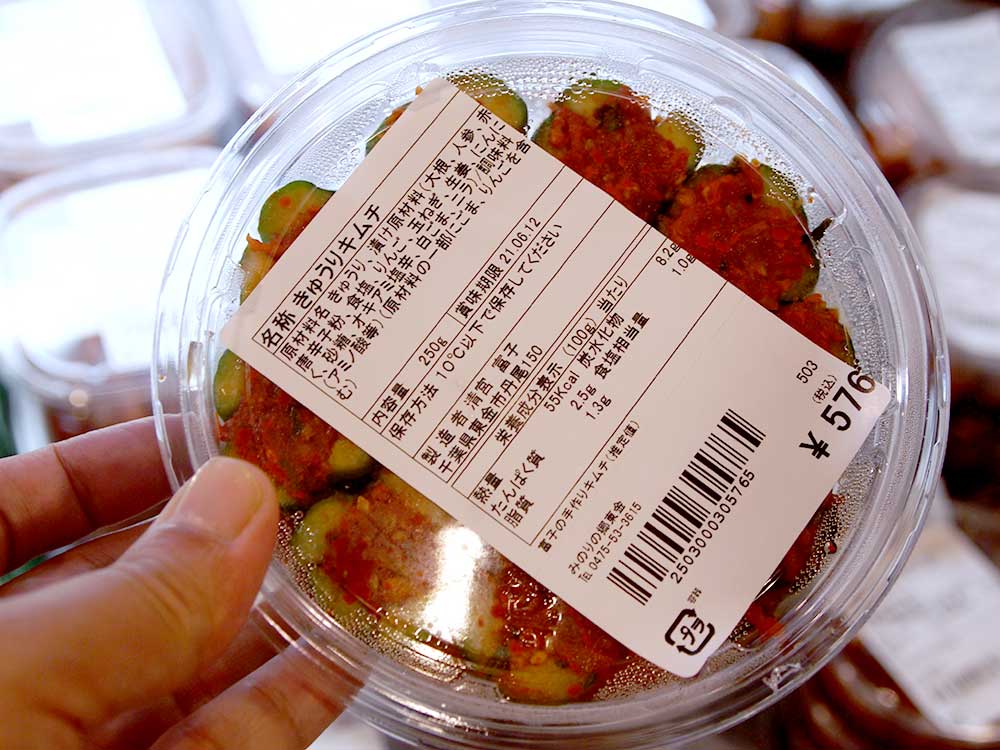 名称 きゅうりキムチ
原材料名 きゅうり、漬け原材料(大根、人参、赤
唐辛子粉、食塩、りんご、玉ねぎ、生姜、にんに
く、砂糖、オキアミ塩辛、白ごま、ニラ、調味料
(アミノ酸等)(原材料の一部にごま、りんごを含
む)
内容量 250g 賞味期限 21.06.12
保存方法 10℃以下で保存してください
製造者/清宮 富子
千葉県東金市丹尾50
栄養成分表示 (100g)当たり
熱量 55Kcal 炭水化物 8.2g
たんぱく質 2.5g 食塩相当量 1.0g
脂質 1.3g
富子の手作りキムチ(推定値)
みのりの郷東金
℡ 0475-53-3615
2503000305765
503
(税込)
¥576
プラ